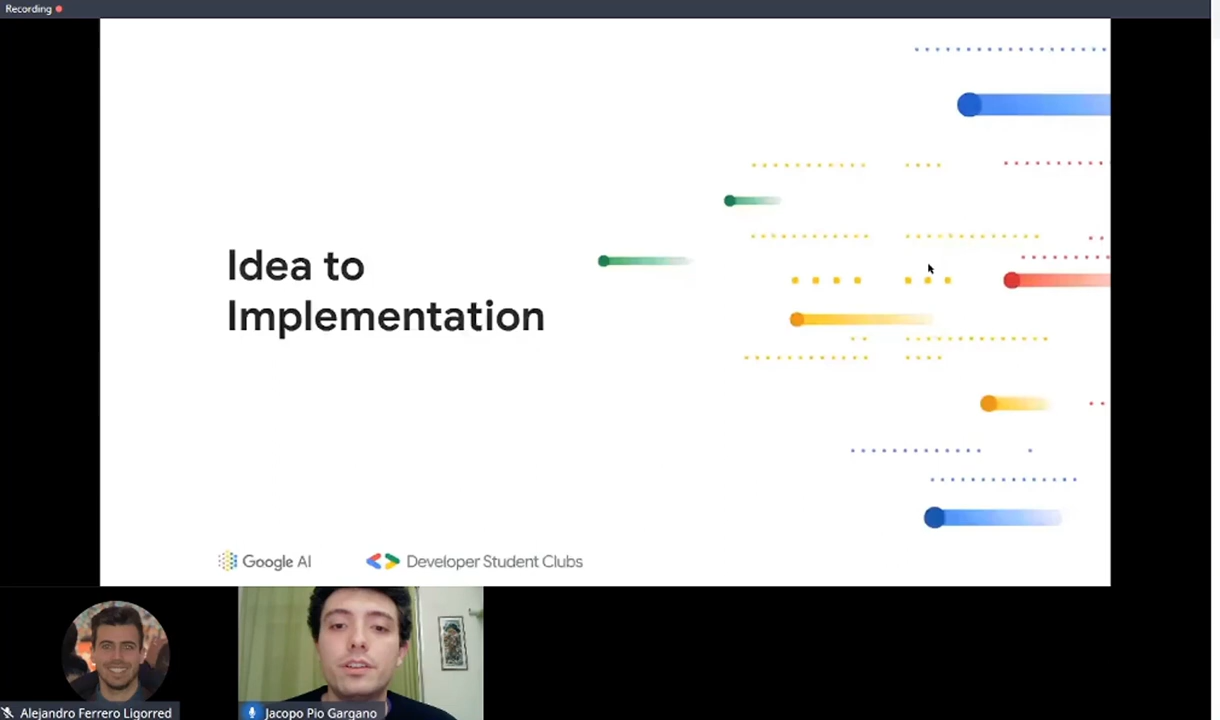 Recording
Idea to
Implementation
Google AI
Developer Student Clubs
Alejandro Ferrero Ligorred
Jacopo Pio Gargano